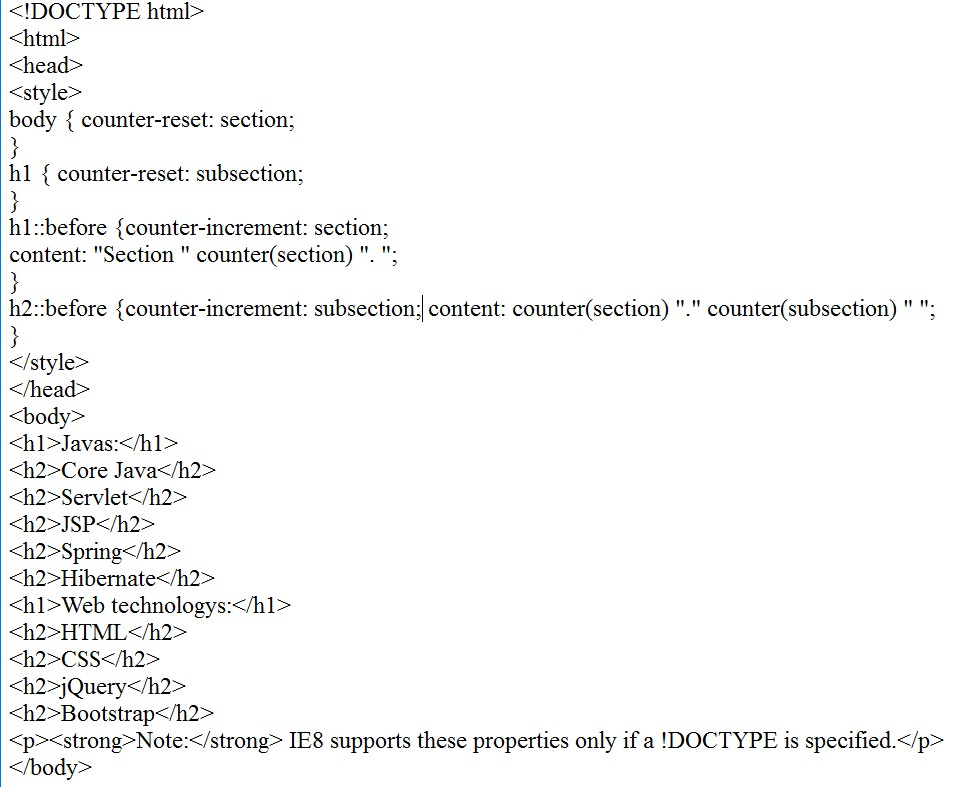 <!DOCTYPE html>
<html>
<head>
<style>
body { counter-reset: section;
}
h1 { counter-reset: subsection;
}
h1::before {counter-increment: section;
content: "Section " counter(section) ". ";
}
h2::before {counter-increment: subsection; content: counter(section) "." counter(subsection) " ";
}
</style>
</head>
<body>
<h1>Javas:</h1>
<h2>Core Java</h2>
<h2>Servlet</h2>
<h2>JSP</h2>
<h2>Spring</h2>
<h2>Hibernate</h2>
<h1>Web technologys:</h1>
<h2>HTML</h2>
<h2>CSS</h2>
<h2>jQuery</h2>
<h2>Bootstrap</h2>
<p><strong>Note:</strong> IE8 supports these properties only if a !DOCTYPE is specified.</p>
</body>